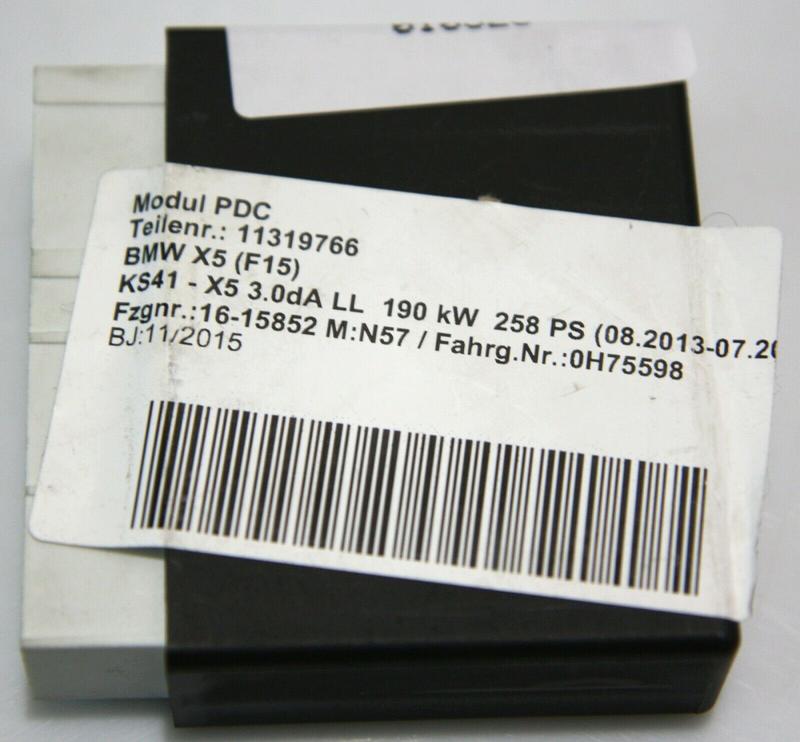 Modul PDC
Teilenr.: 11319766
BMW X5 (F15)
KS41 - X5 3.0dA LL 190 kW 258 PS (08.2013-07.20
Fzgnr.:16-15852 M:N57 / Fahrg.Nr.:0H75598
BJ:11/2015